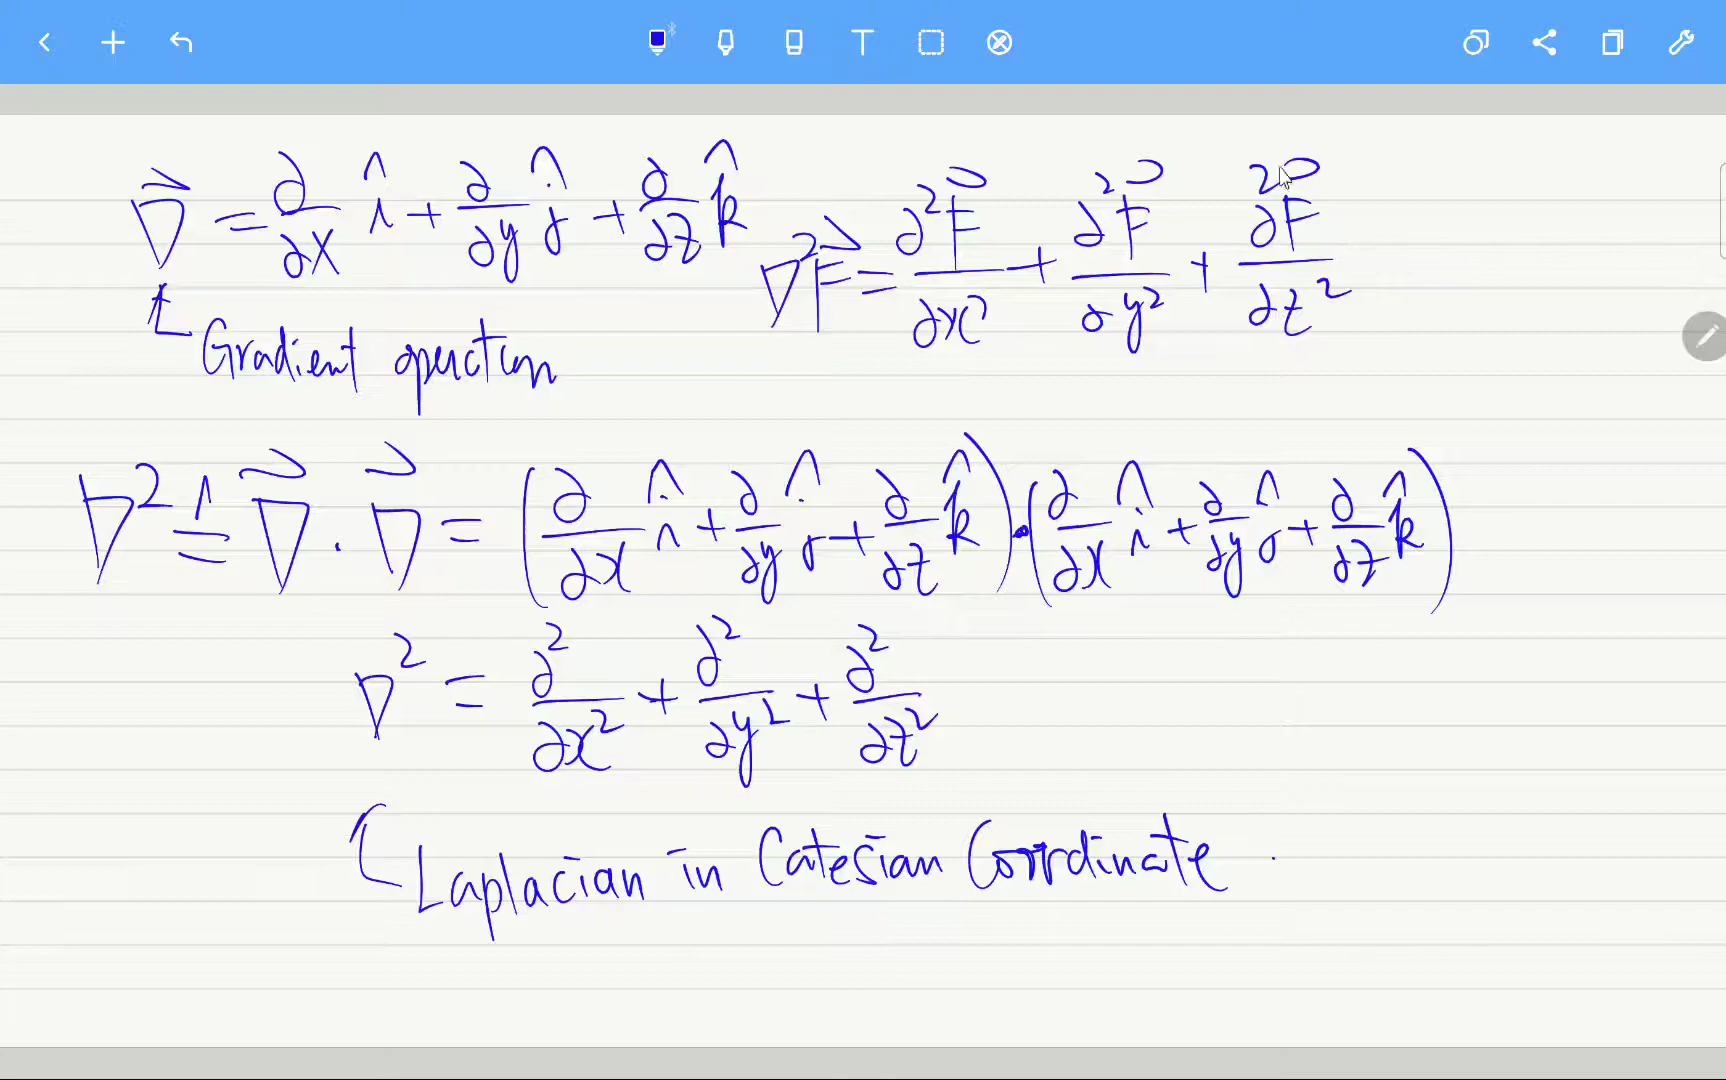 ∇⃗ = ∂/∂x î + ∂/∂y ĵ + ∂/∂z k̂
∇²F⃗ = ∂²F⃗/∂x² + ∂²F⃗/∂y² + ∂²F⃗/∂z²
Gradient
∇² ≜ ∇⃗ . ∇⃗ = (∂/∂x î + ∂/∂y ĵ + ∂/∂z k̂) • (∂/∂x î + ∂/∂y ĵ + ∂/∂z k̂)
∇² = ∂²/∂x² + ∂²/∂y² + ∂²/∂z²
Laplacian in Catesian Coordinate
T